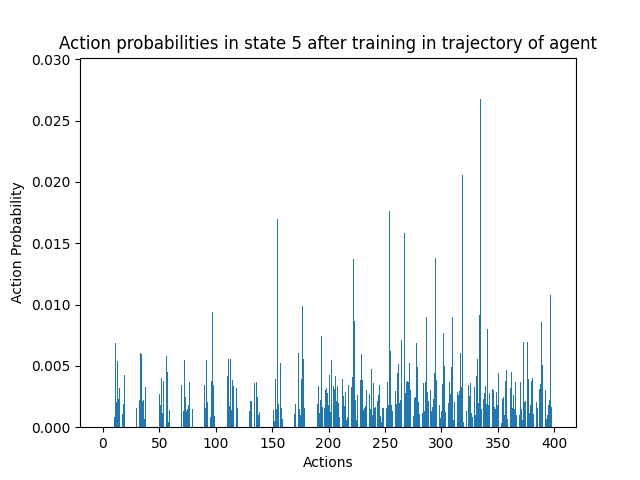 Action probabilities in state 5 after training in trajectory of agent
0.030
0.025
0.020
0.015
0.010
0.005
0.000
Action Probability
0 50 100 150 200 250 300 350 400
Actions